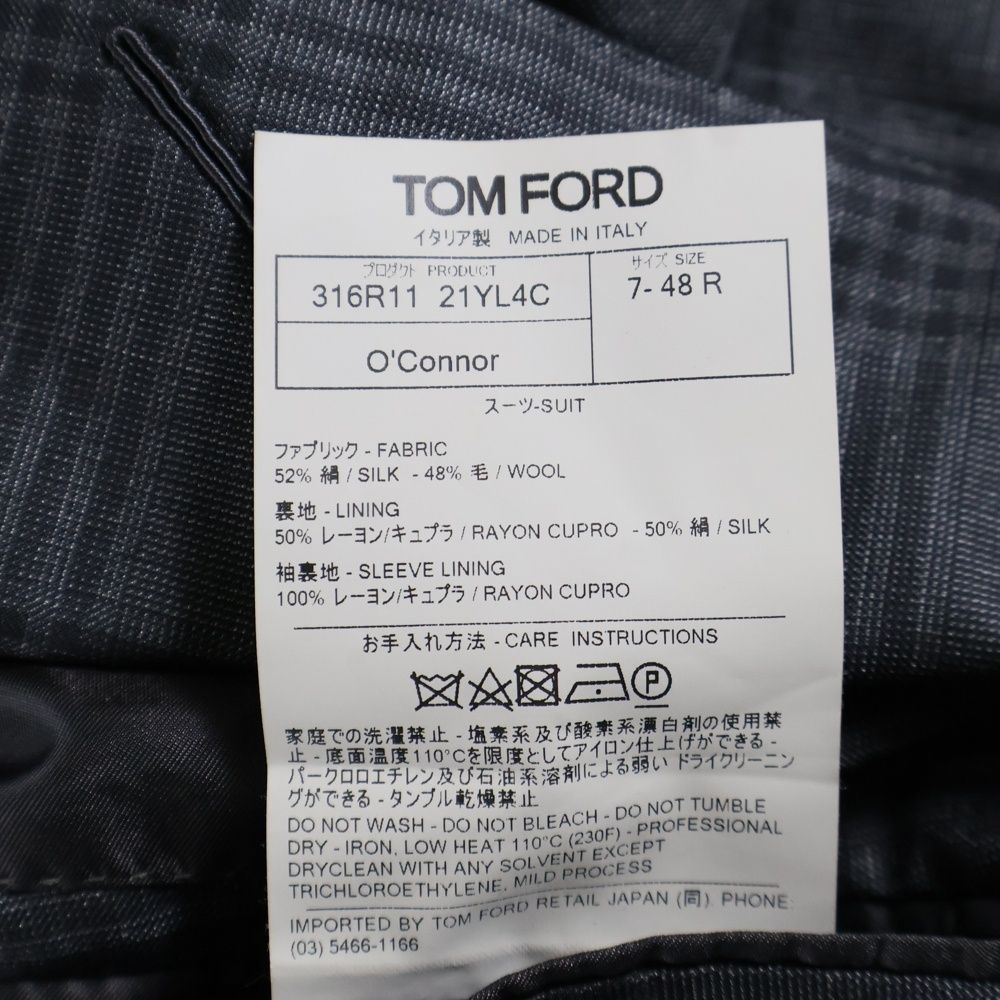 TOM FORD
イタリア製 MADE IN ITALY
プロダクト PRODUCT
316R11 21YL4C
サイズ SIZE
7- 48 R
O'Connor
スーツ-SUIT
ファブリック - FABRIC
52% 絹 / SILK - 48% 毛 / WOOL
裏地 - LINING
50% レーヨン/キュプラ / RAYON CUPRO - 50% 絹 / SILK
袖裏地 - SLEEVE LINING
100% レーヨン/キュプラ / RAYON CUPRO
お手入れ方法 - CARE INSTRUCTIONS
P
家庭での洗濯禁止 - 塩素系及び酸素系漂白剤の使用禁
止 - 底面温度110°Cを限度としてアイロン仕上げができる -
パークロロエチレン及び石油系溶剤による弱い ドライクリーニン
グができる - タンブル乾燥禁止
DO NOT WASH - DO NOT BLEACH - DO NOT TUMBLE
DRY - IRON, LOW HEAT 110°C (230F) - PROFESSIONAL
DRYCLEAN WITH ANY SOLVENT EXCEPT
TRICHLOROETHYLENE, MILD PROCESS
IMPORTED BY TOM FORD RETAIL JAPAN (同). PHONE:
(03) 5466-1166